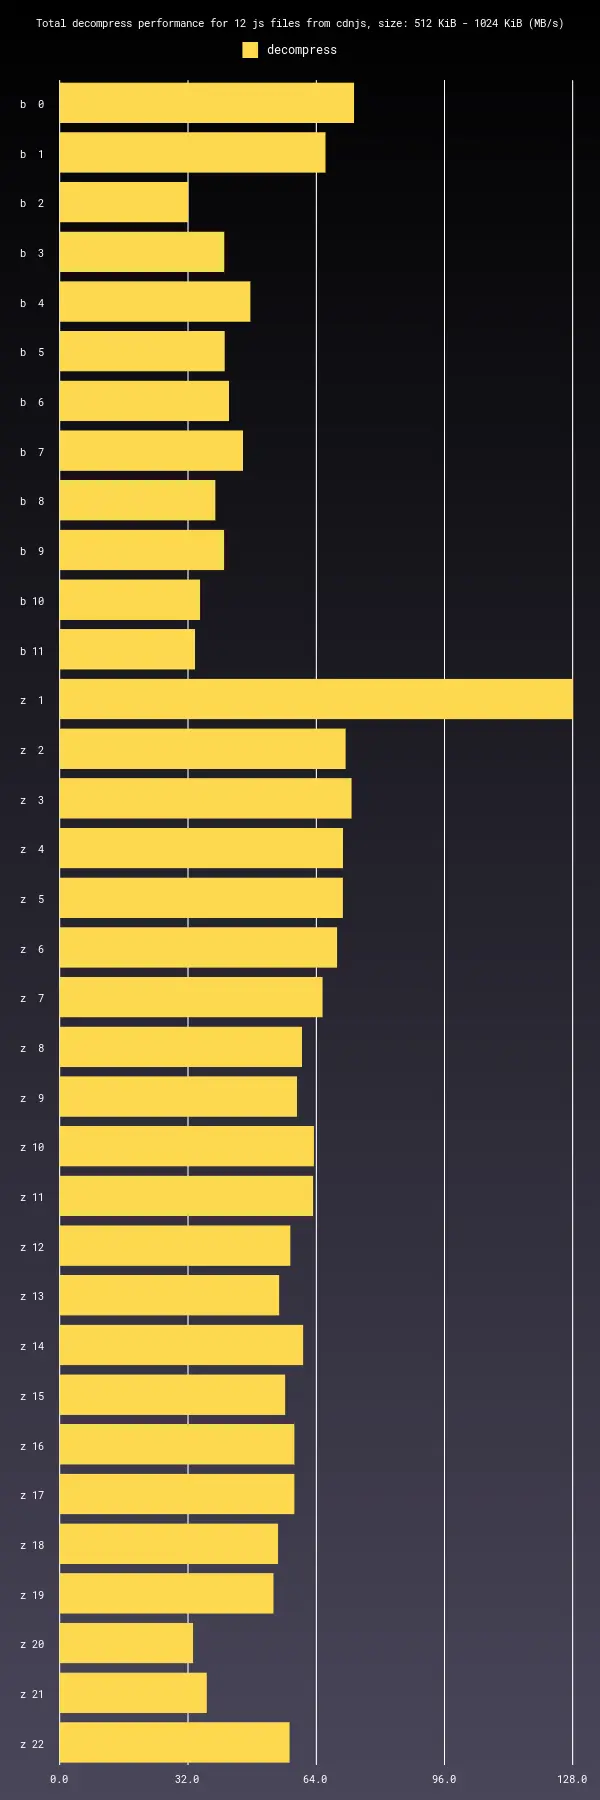 Total decompress performance for 12 js files from cdnjs, size: 512 KiB - 1024 KiB (MB/s)
decompress
b 0
b 1
b 2
b 3
b 4
b 5
b 6
b 7
b 8
b 9
b 10
b 11
z 1
z 2
z 3
z 4
z 5
z 6
z 7
z 8
z 9
z 10
z 11
z 12
z 13
z 14
z 15
z 16
z 17
z 18
z 19
z 20
z 21
z 22
0.0 32.0 64.0 96.0 128.0